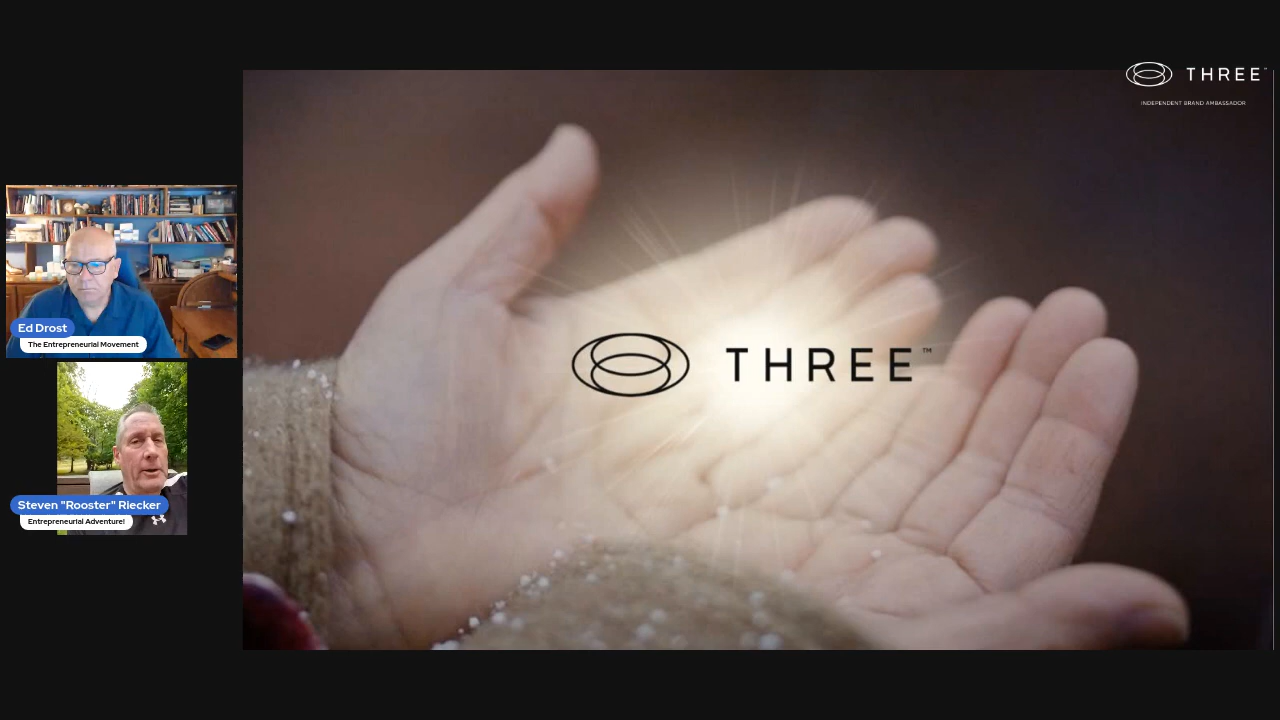 THREE™
INDEPENDENT BRAND AMBASSADOR
Ed Drost
The Entrepreneurial Movement
THREE™
Steven "Rooster" Riecker
Entrepreneurial Adventure!